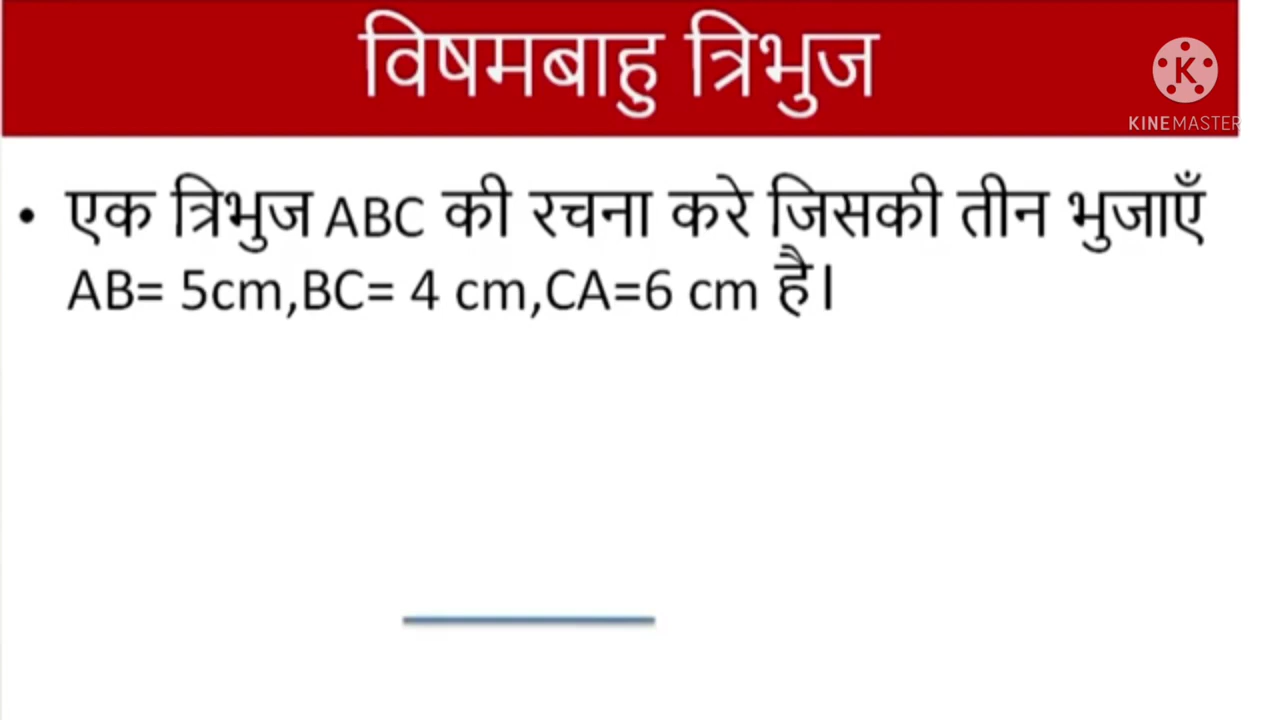 विषमबाहु त्रिभुज
K
KINEMASTER
• एक त्रिभुज ABC की रचना करे जिसकी तीन भुजाएँ
AB= 5cm,BC= 4 cm,CA=6 cm है।